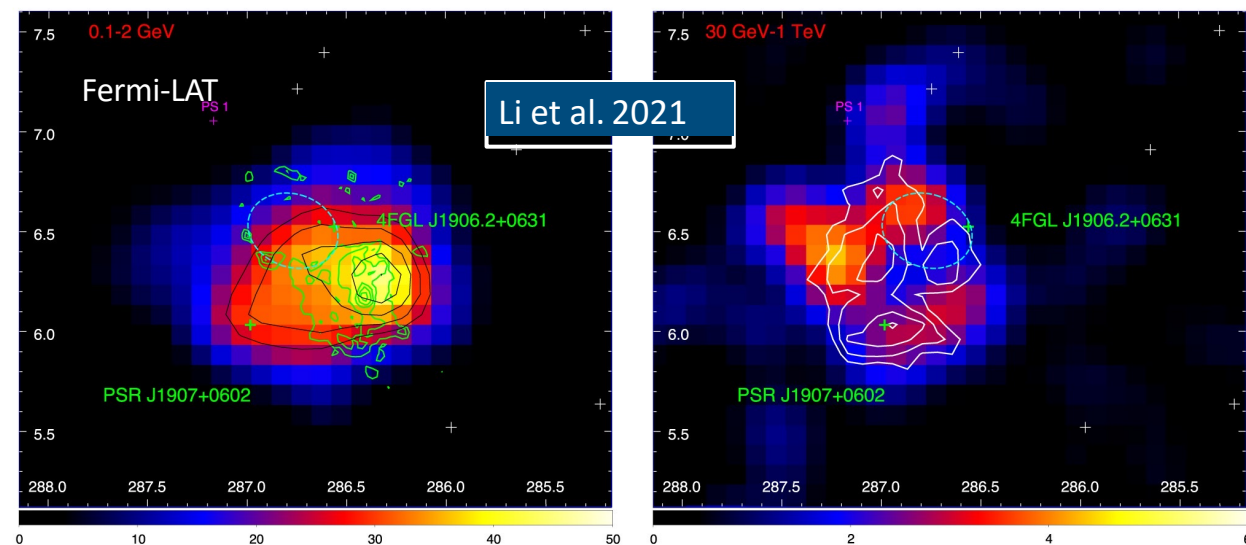 0.1-2 GeV
Fermi-LAT
PS 1
7.5
7.0
6.5
6.0
5.5
4FGL J1906.2+0631
PSR J1907+0602
288.0 287.5 287.0 286.5 286.0 285.5
0 10 20 30 40 50
Li et al. 2021
30 GeV-1 TeV
PS 1
7.5
7.0
6.5
6.0
5.5
4FGL J1906.2+0631
PSR J1907+0602
288.0 287.5 287.0 286.5 286.0 285.5
0 2 4 6